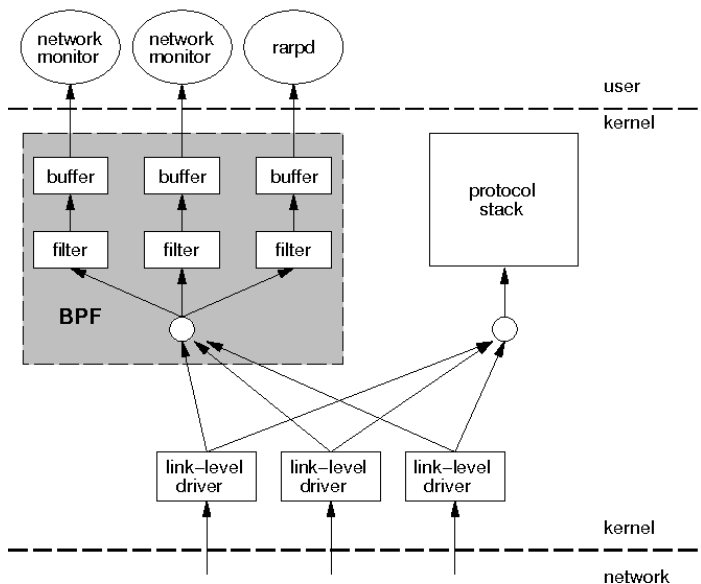 network
monitor
network
monitor
rarpd
user
kernel
buffer
buffer
buffer
protocol
stack
filter
filter
filter
BPF
link-level
driver
link-level
driver
link-level
driver
kernel
network